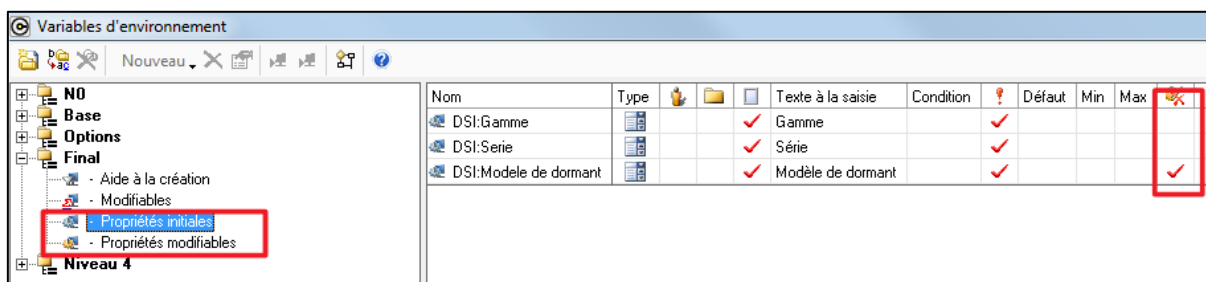 Variables d'environnement
Nouveau
N0
Base
Options
Final
- Aide à la création
- Modifiables
- Propriétés initiales
- Propriétés modifiables
Niveau 4
Nom Type Texte à la saisie Condition Défaut Min Max
DSI:Gamme Gamme
DSI:Serie Série
DSI:Modele de dormant Modèle de dormant